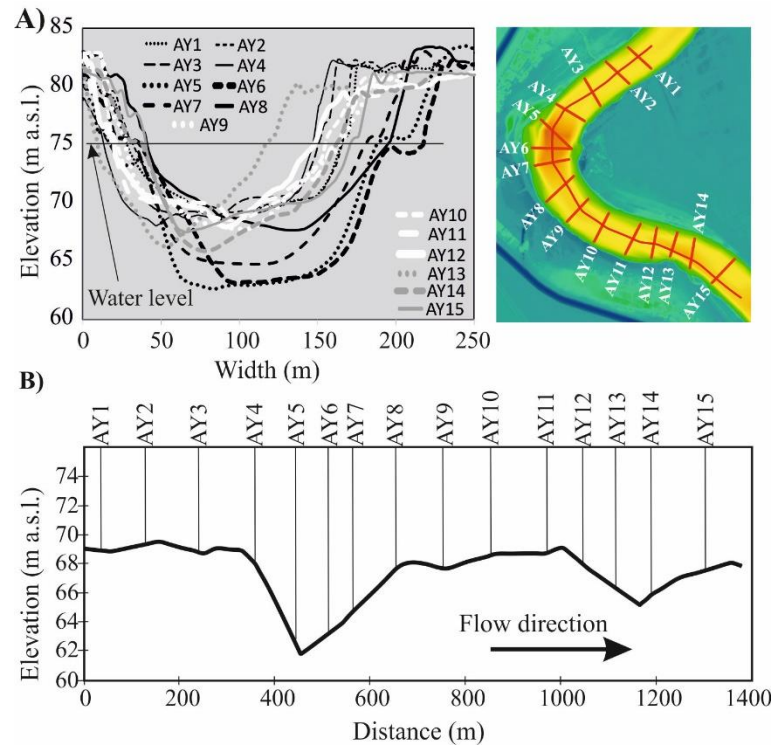 A)
85
80
75
70
65
60
Elevation (m a.s.l.)
AY1 AY2
AY3 AY4
AY5 AY6
AY7 AY8
AY9
Water level
AY10
AY11
AY12
AY13
AY14
AY15
0 50 100 150 200 250
Width (m)
AY1
AY2
AY3
AY4
AY5
AY6
AY7
AY8
AY9
AY10
AY11
AY12
AY13
AY14
AY15
B)
AY1 AY2 AY3 AY4 AY5 AY6 AY7 AY8 AY9 AY10 AY11 AY12 AY13 AY14 AY15
74
72
70
68
66
64
62
60
Elevation (m a.s.l.)
Flow direction
0 200 400 600 800 1000 1200 1400
Distance (m)